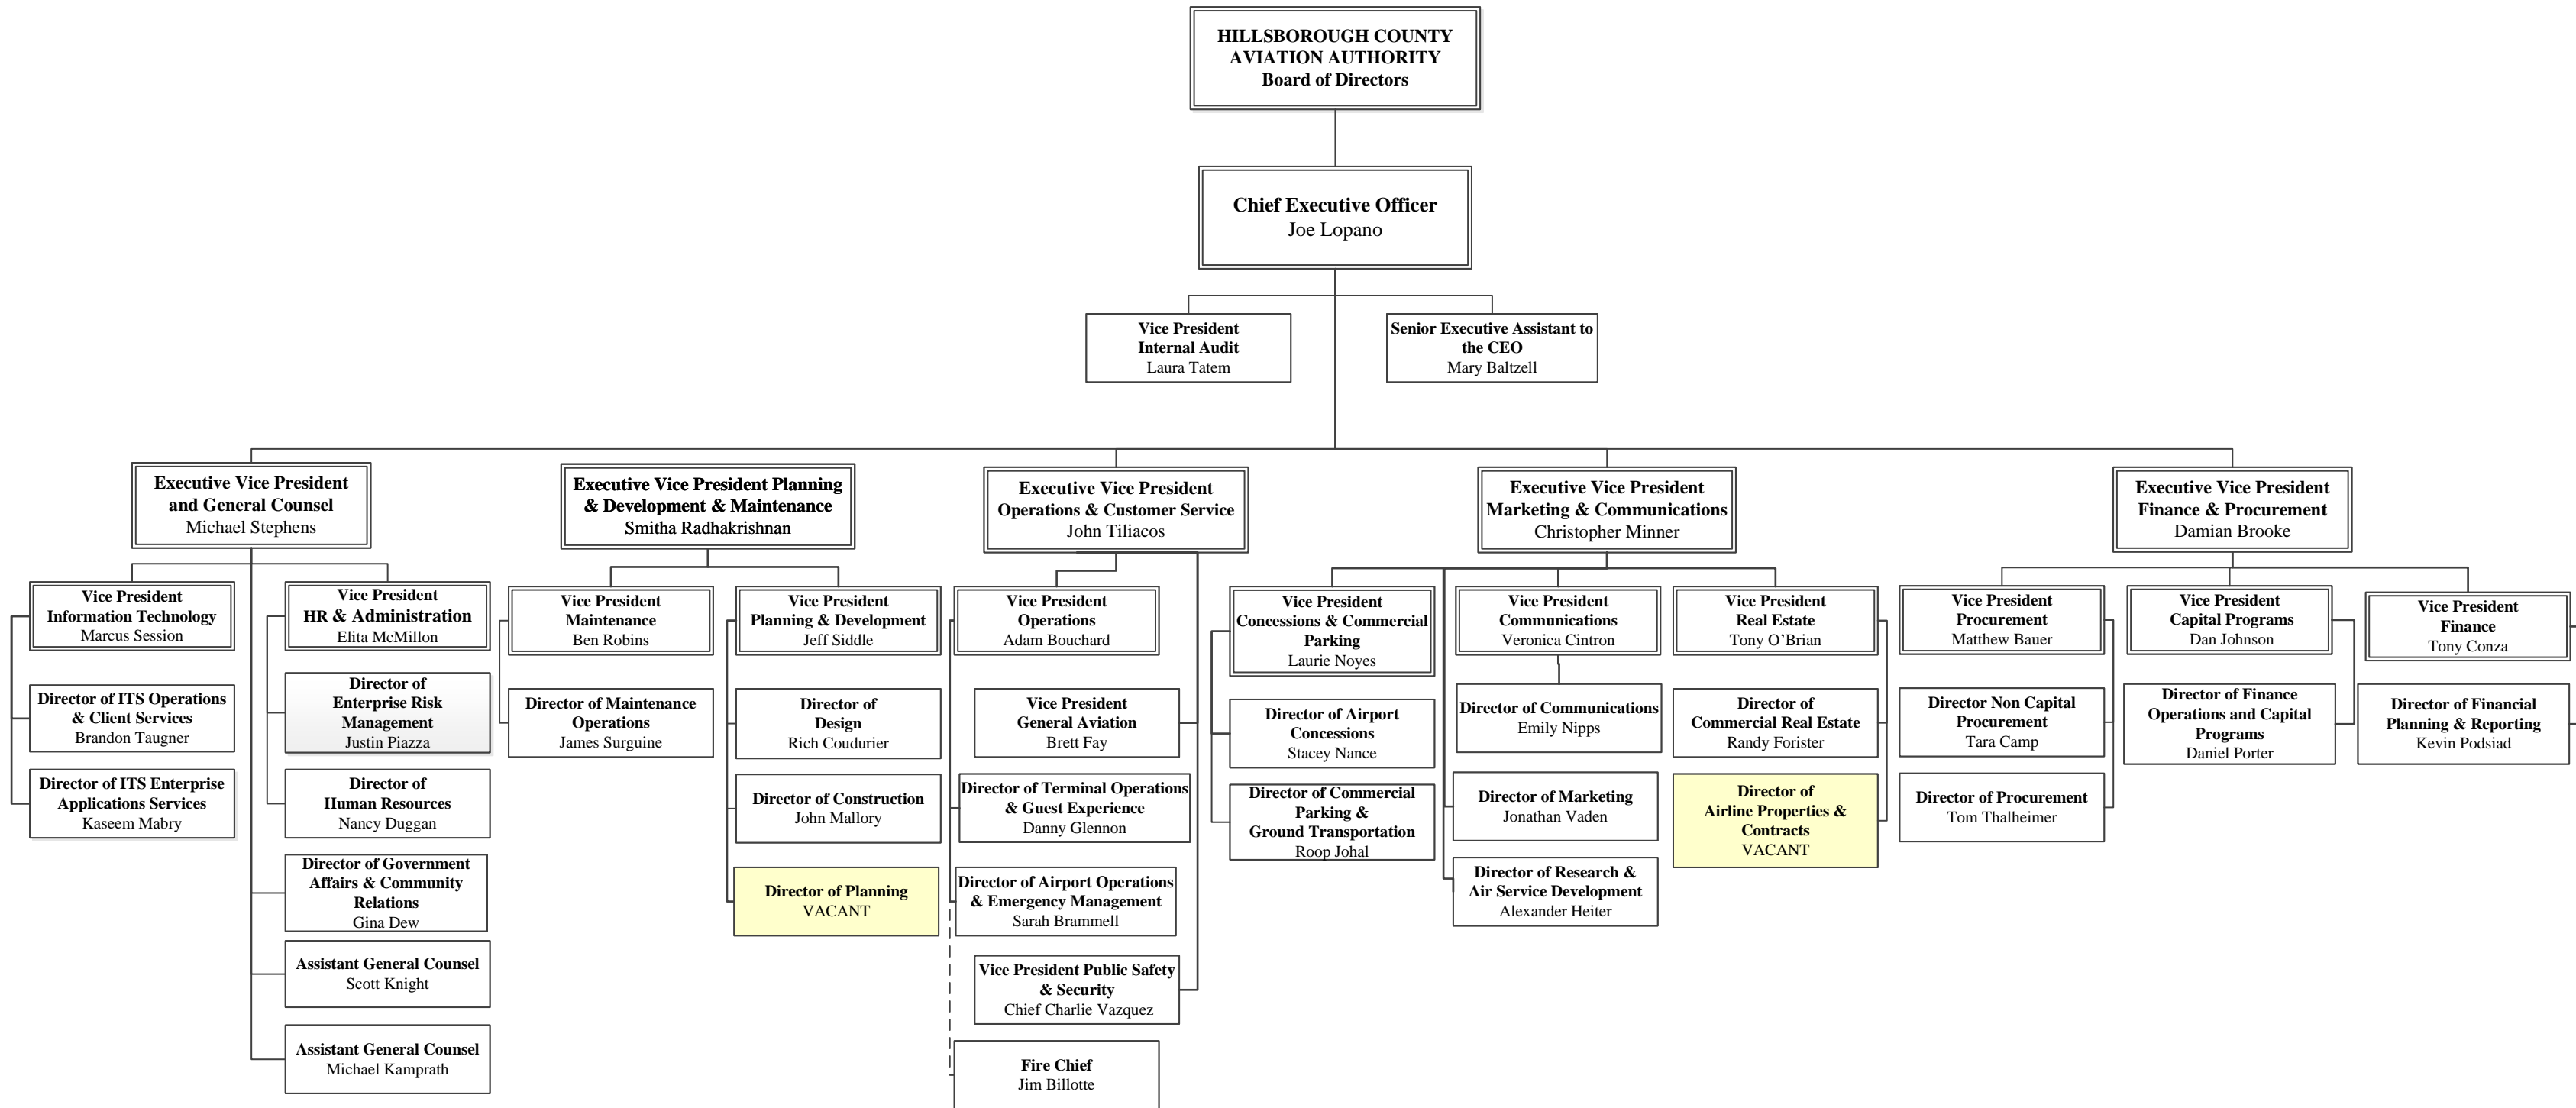 HILLSBOROUGH COUNTY
AVIATION AUTHORITY
Board of Directors
Chief Executive Officer
Joe Lopano
Vice President
Internal Audit
Laura Tatem
Senior Executive Assistant to
the CEO
Mary Baltzell
Executive Vice President
and General Counsel
Michael Stephens
Executive Vice President Planning
& Development & Maintenance
Smitha Radhakrishnan
Executive Vice President
Operations & Customer Service
John Tiliacos
Executive Vice President
Marketing & Communications
Christopher Minner
Executive Vice President
Finance & Procurement
Damian Brooke
Vice President
Information Technology
Marcus Session
Director of ITS Operations
& Client Services
Brandon Taugner
Director of ITS Enterprise
Applications Services
Kaseem Mabry
Vice President
HR & Administration
Elita McMillon
Director of
Enterprise Risk
Management
Justin Piazza
Director of
Human Resources
Nancy Duggan
Director of Government
Affairs & Community
Relations
Gina Dew
Assistant General Counsel
Scott Knight
Assistant General Counsel
Michael Kamprath
Vice President
Maintenance
Ben Robins
Director of Maintenance
Operations
James Surguine
Vice President
Planning & Development
Jeff Siddle
Director of
Design
Rich Coudurier
Director of Construction
John Mallory
Director of Planning
VACANT
Vice President
Operations
Adam Bouchard
Vice President
General Aviation
Brett Fay
Director of Terminal Operations
& Guest Experience
Danny Glennon
Director of Airport Operations
& Emergency Management
Sarah Brammell
Vice President Public Safety
& Security
Chief Charlie Vazquez
Fire Chief
Jim Billotte
Vice President
Concessions & Commercial
Parking
Laurie Noyes
Director of Airport
Concessions
Stacey Nance
Director of Commercial
Parking &
Ground Transportation
Roop Johal
Vice President
Communications
Veronica Cintron
Director of Communications
Emily Nipps
Director of Marketing
Jonathan Vaden
Director of Research &
Air Service Development
Alexander Heiter
Vice President
Real Estate
Tony O’Brian
Director of
Commercial Real Estate
Randy Forister
Director of
Airline Properties &
Contracts
VACANT
Vice President
Procurement
Matthew Bauer
Director Non Capital
Procurement
Tara Camp
Director of Procurement
Tom Thalheimer
Vice President
Capital Programs
Dan Johnson
Director of Finance
Operations and Capital
Programs
Daniel Porter
Vice President
Finance
Tony Conza
Director of Financial
Planning & Reporting
Kevin Podsiad